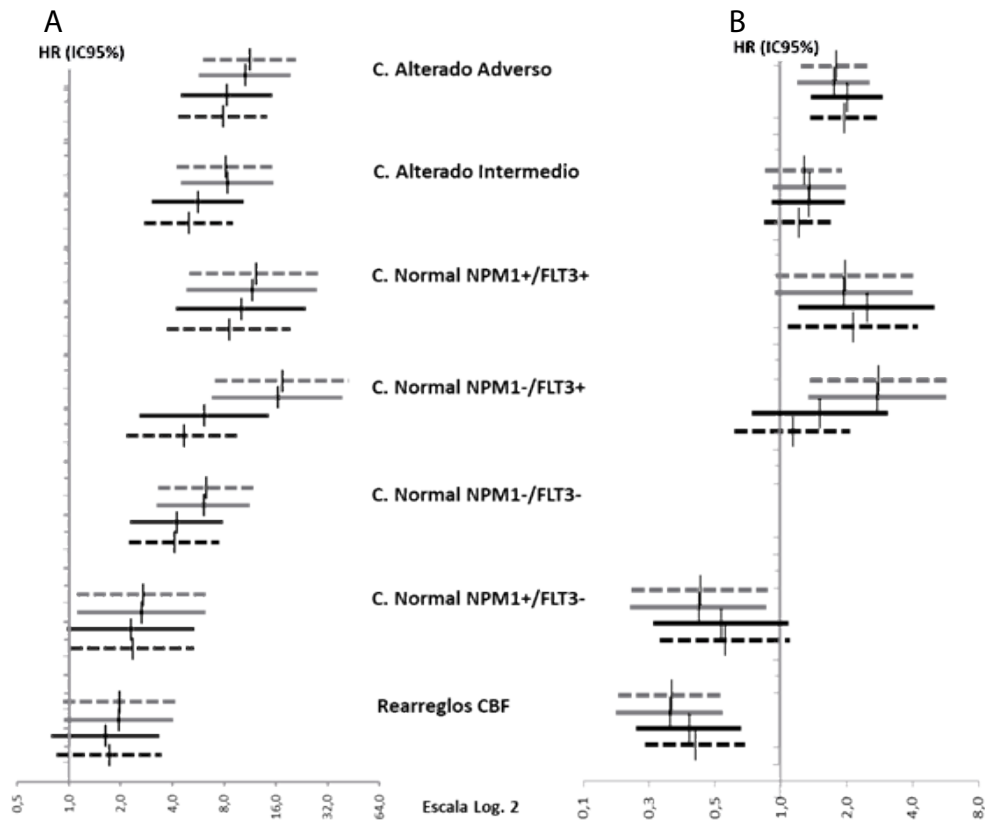 A
B
HR (IC95%)
HR (IC95%)
C. Alterado Adverso
C. Alterado Intermedio
C. Normal NPM1+/FLT3+
C. Normal NPM1-/FLT3+
C. Normal NPM1-/FLT3-
C. Normal NPM1+/FLT3-
Rearreglos CBF
0,5
1,0
2,0
4,0
8,0
16,0
32,0
64,0
Escala Log. 2
0,1
0,3
0,5
1,0
2,0
4,0
8,0